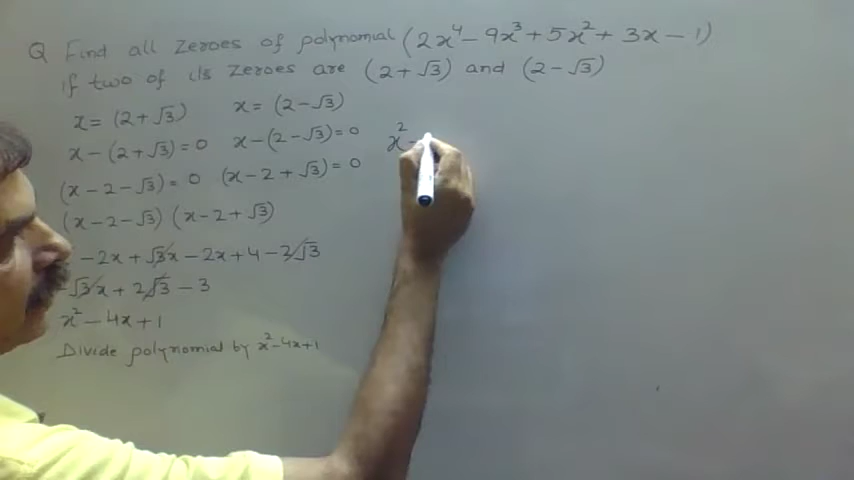 Q Find all zeroes of polynomial (2x⁴ - 9x³ + 5x² + 3x - 1)
if two of its zeroes are (2+√3) and (2-√3)
x = (2+√3) x = (2-√3)
x-(2+√3)=0 x-(2-√3)=0
(x-2-√3)=0 (x-2+√3)=0
(x-2-√3) (x-2+√3)
-2x + √3x - 2x + 4 - 2√3
√3x + 2√3 - 3
x² - 4x + 1
Divide polynomial by x²-4x+1
x² -